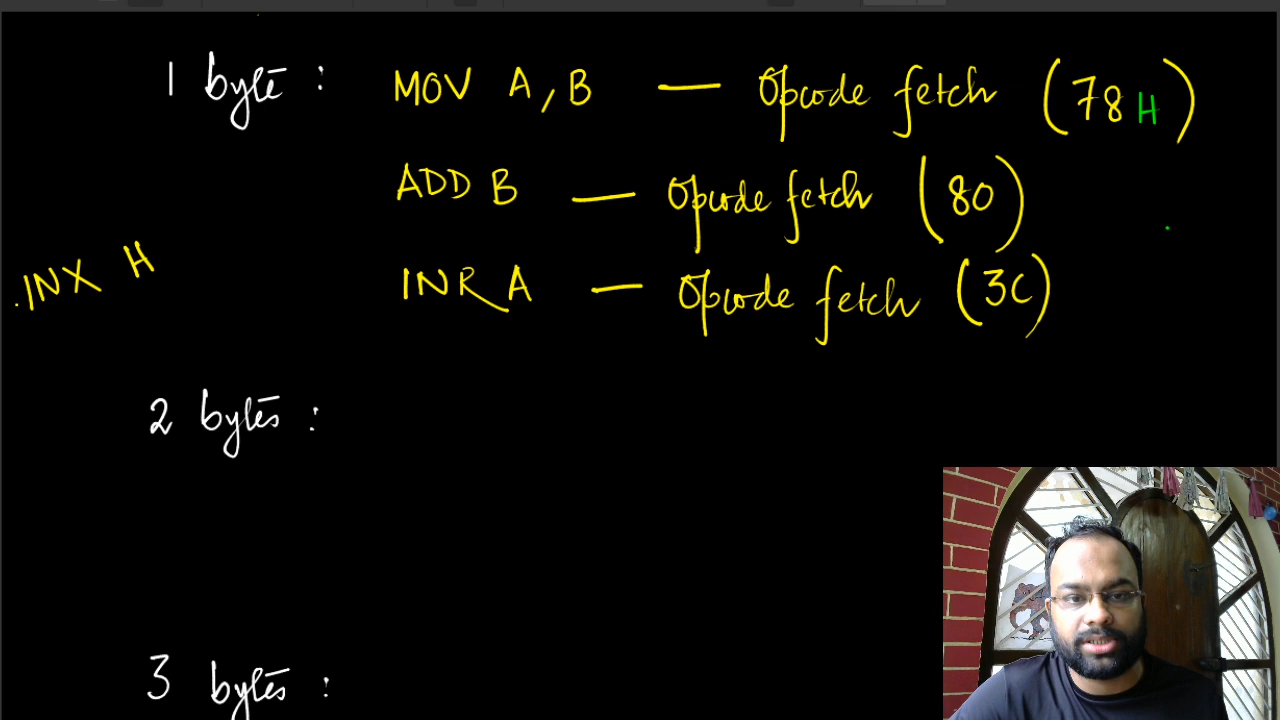 1 byte : MOV A, B — Opcode fetch (78 H)
ADD B — Opcode fetch (80)
INX H
INR A — Opcode fetch (3C)
2 bytes :
3 bytes :